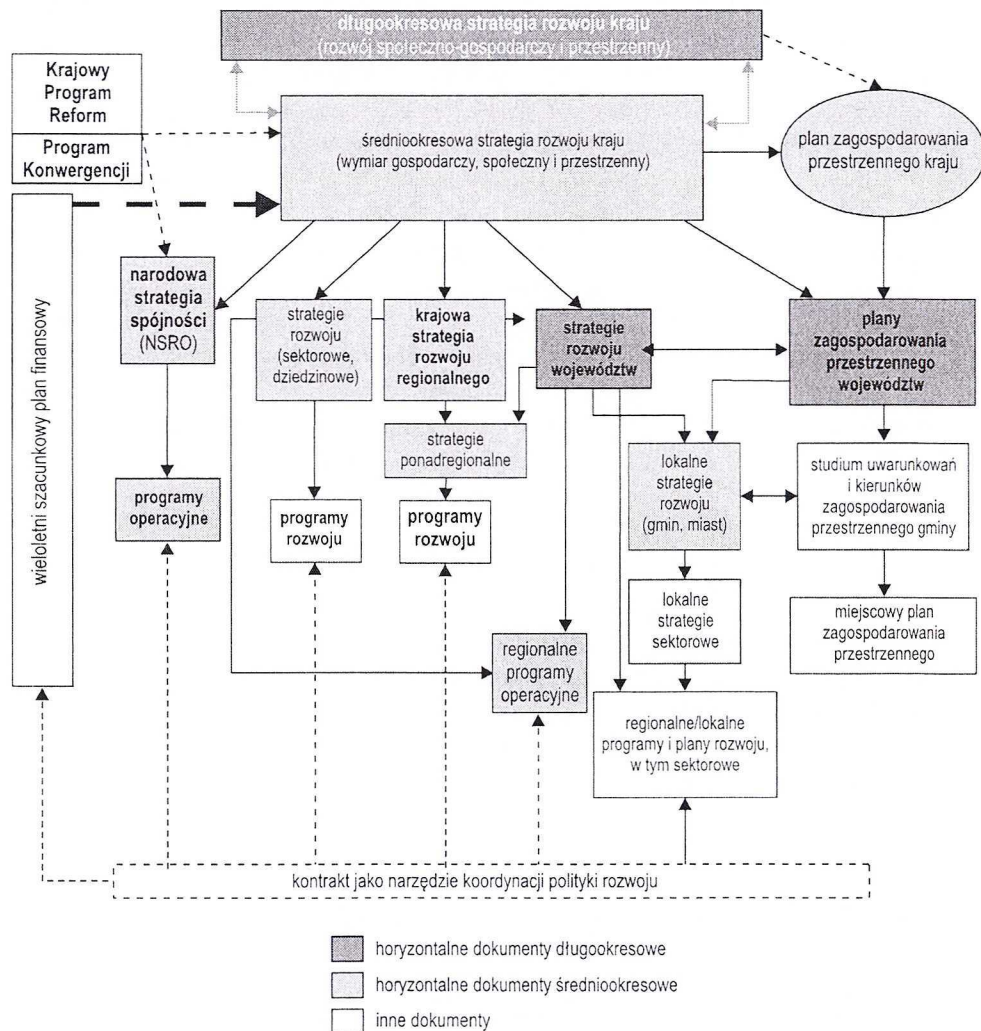 długookresowa strategia rozwoju kraju
(rozwój społeczno-gospodarczy i przestrzenny)
Krajowy
Program
Reform
Program
Konwergencji
średniookresowa strategia rozwoju kraju
(wymiar gospodarczy, społeczny i przestrzenny)
plan zagospodarowania
przestrzennego kraju
wieloletni szacunkowy plan finansowy
narodowa
strategia
spójności
(NSRO)
strategie
rozwoju
(sektorowe,
dziedzinowe)
krajowa
strategia
rozwoju
regionalnego
strategie
rozwoju
województw
plany
zagospodarowania
przestrzennego
województw
strategie
ponadregionalne
lokalne
strategie
rozwoju
(gmin, miast)
studium uwarunkowań
i kierunków
zagospodarowania
przestrzennego gminy
programy
operacyjne
programy
rozwoju
programy
rozwoju
lokalne
strategie
sektorowe
miejscowy plan
zagospodarowania
przestrzennego
regionalne
programy
operacyjne
regionalne/lokalne
programy i plany rozwoju,
w tym sektorowe
kontrakt jako narzędzie koordynacji polityki rozwoju
horyzontalne dokumenty długookresowe
horyzontalne dokumenty średniookresowe
inne dokumenty